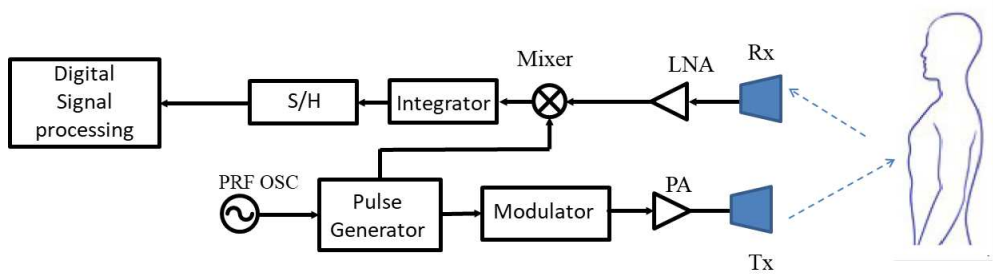 Mixer
LNA
Rx
Digital
Signal
processing
S/H
Integrator
PRF OSC
Pulse
Generator
Modulator
PA
Tx